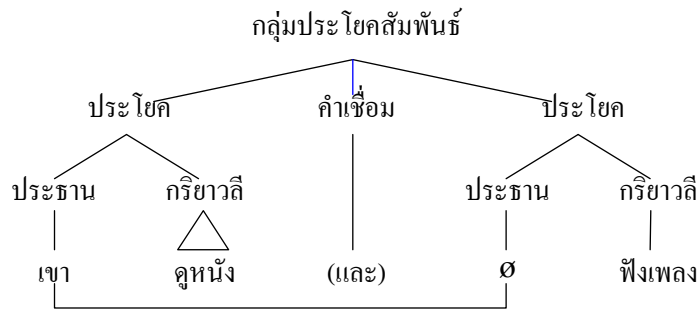 กลุ่มประโยคสัมพันธ์
ประโยค คำเชื่อม ประโยค
ประธาน กริยาวลี ประธาน กริยาวลี
เขา ดูหนัง (และ) Ø ฟังเพลง